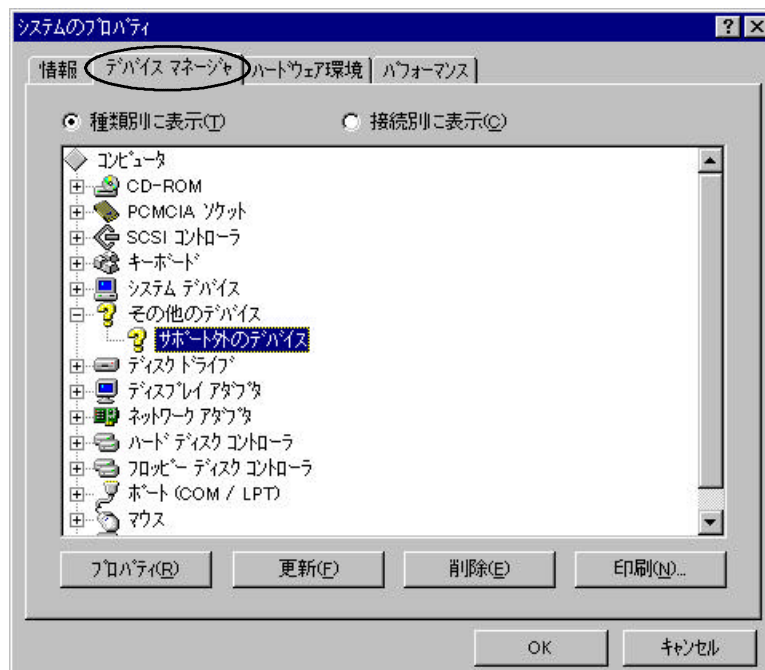 システムのプロパティ
情報 デバイス マネージャ ハードウェア環境 パフォーマンス
種類別に表示(T) 接続別に表示(C)
コンピュータ
CD-ROM
PCMCIA ソケット
SCSI コントローラ
キーボード
システム デバイス
その他のデバイス
サポート外のデバイス
ディスク ドライブ
ディスプレイ アダプタ
ネットワーク アダプタ
ハード ディスク コントローラ
フロッピー ディスク コントローラ
ポート (COM / LPT)
マウス
プロパティ(R) 更新(F) 削除(E) 印刷(N)...
OK キャンセル